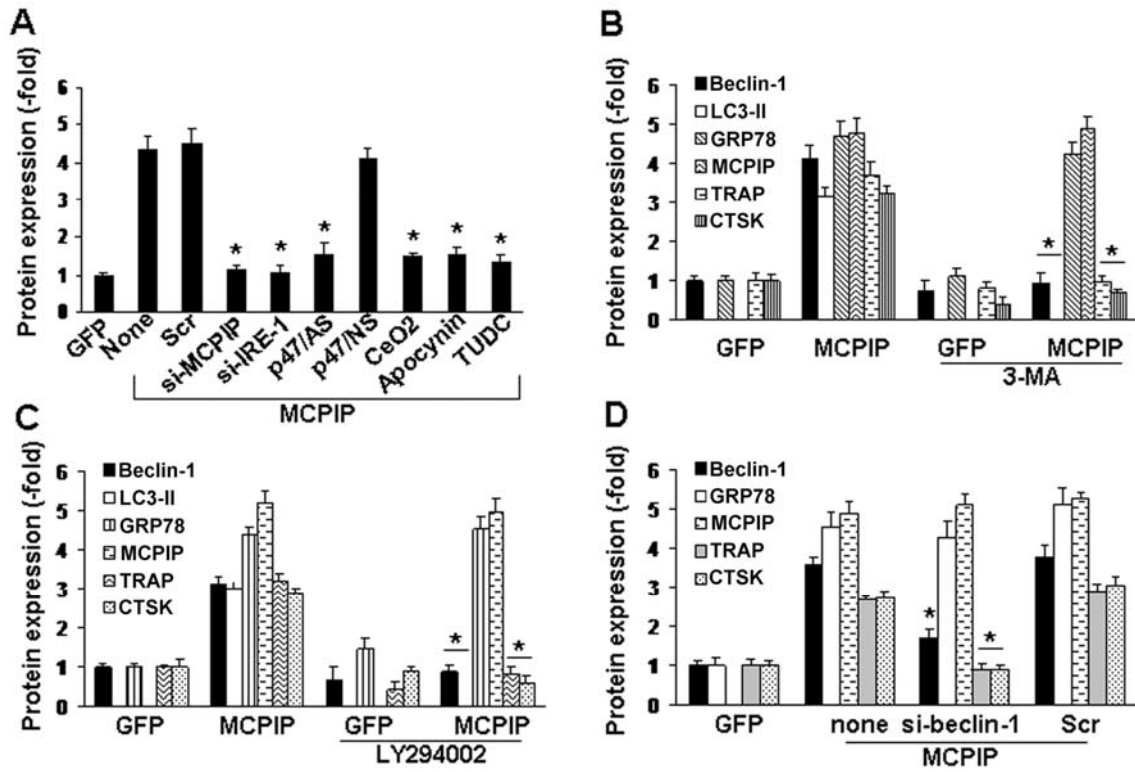 A
Protein expression (-fold)
6
5
4
3
2
1
0
GFP
None
Scr
si-MCPIP
si-IRE-1
p47/AS
p47/NS
CeO2
Apocynin
TUDC
* * * * *
MCPIP
B
Protein expression (-fold)
6
5
4
3
2
1
0
Beclin-1
LC3-II
GRP78
MCPIP
TRAP
CTSK
* *
GFP MCPIP GFP MCPIP
3-MA
C
Protein expression (-fold)
6
5
4
3
2
1
0
Beclin-1
LC3-II
GRP78
MCPIP
TRAP
CTSK
* *
GFP MCPIP GFP MCPIP
LY294002
D
Protein expression (-fold)
6
5
4
3
2
1
0
Beclin-1
GRP78
MCPIP
TRAP
CTSK
* *
GFP none si-beclin-1 Scr
MCPIP